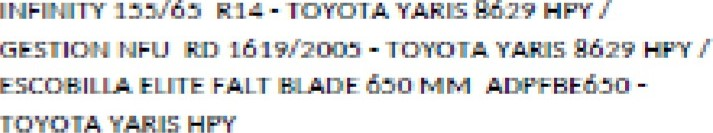 INFINITY 155/65 R14 - TOYOTA YARIS 8629 HPY /
GESTION NFU RD 1619/2005 - TOYOTA YARIS 8629 HPY /
ESCOBILLA ELITE FALT BLADE 650 MM ADPFBE650 -
TOYOTA YARIS HPY